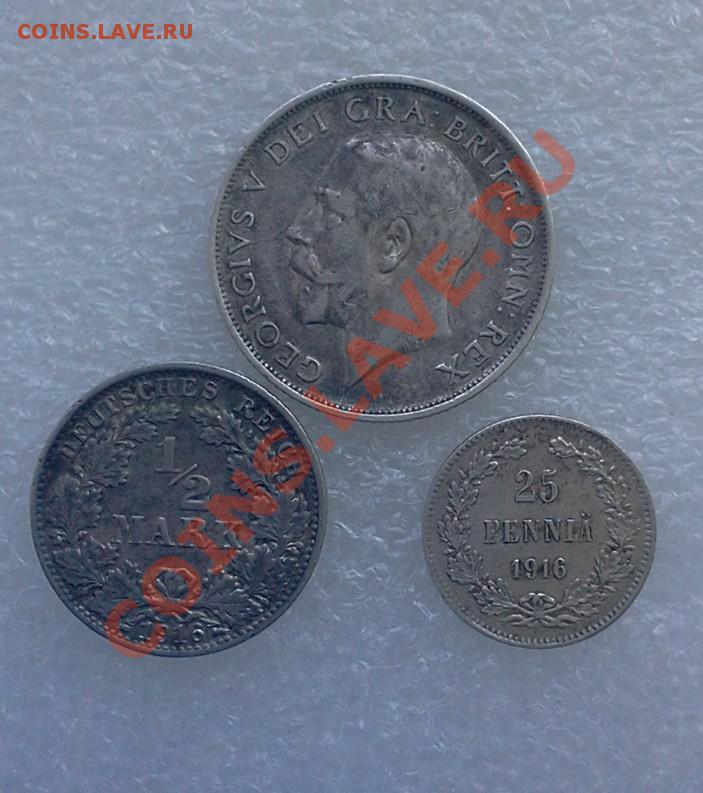 COINS.LAVE.RU
GEORGIVS V DEI GRA: BRITT: OMN: REX
DEUTSCHES REICH
1/2
MARK
1916
25
PENNIÄ
1916
COINS.LAVE.RU